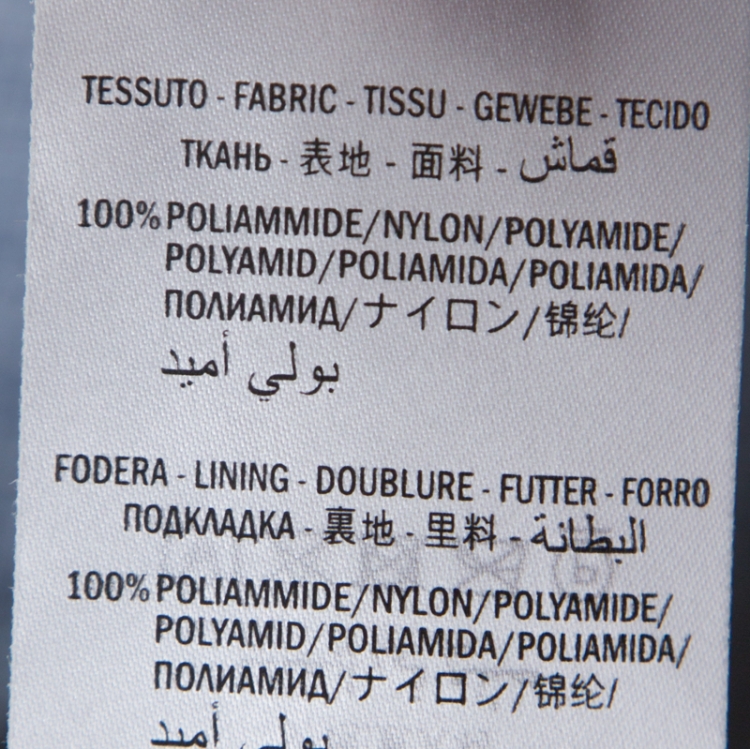 TESSUTO - FABRIC - TISSU - GEWEBE - TECIDO
ТКАНЬ - 表地 - 面料 - قماش
100% POLIAMMIDE/NYLON/POLYAMIDE/
POLYAMID/POLIAMIDA/POLIAMIDA/
ПОЛИАМИД/ナイロン/锦纶/
بولي أميد
FODERA - LINING - DOUBLURE - FUTTER - FORRO
ПОДКЛАДКА - 裏地 - 里料 - البطانة
100% POLIAMMIDE/NYLON/POLYAMIDE/
POLYAMID/POLIAMIDA/POLIAMIDA/
ПОЛИАМИД/ナイロン/锦纶/
بولي أميد